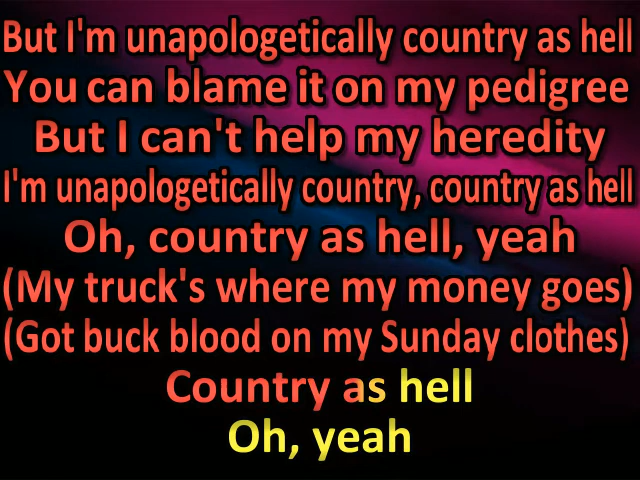 But I'm unapologetically country as hell
You can blame it on my pedigree
But I can't help my heredity
I'm unapologetically country, country as hell
Oh, country as hell, yeah
(My truck's where my money goes)
(Got buck blood on my Sunday clothes)
Country as hell
Oh, yeah